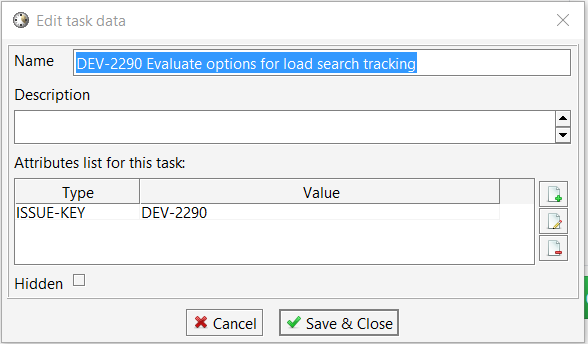 Edit task data
Name DEV-2290 Evaluate options for load search tracking
Description
Attributes list for this task:
Type Value
ISSUE-KEY DEV-2290
Hidden
Cancel Save & Close